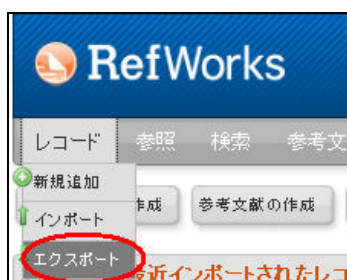 RefWorks
レコード 参照 検索 参考文
新規追加
作成 参考文献の作成
インポート
エクスポート
近インポートされたレコ